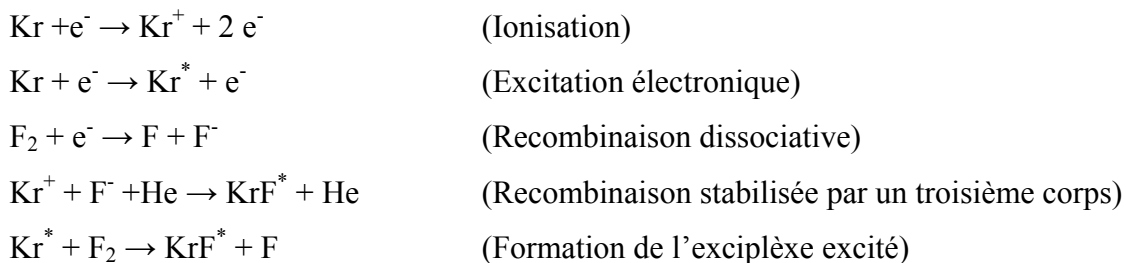 Kr +e⁻ → Kr⁺ + 2 e⁻ (Ionisation)
Kr + e⁻ → Kr* + e⁻ (Excitation électronique)
F₂ + e⁻ → F + F⁻ (Recombinaison dissociative)
Kr⁺ + F⁻ +He → KrF* + He (Recombinaison stabilisée par un troisième corps)
Kr* + F₂ → KrF* + F (Formation de l’exciplèxe excité)